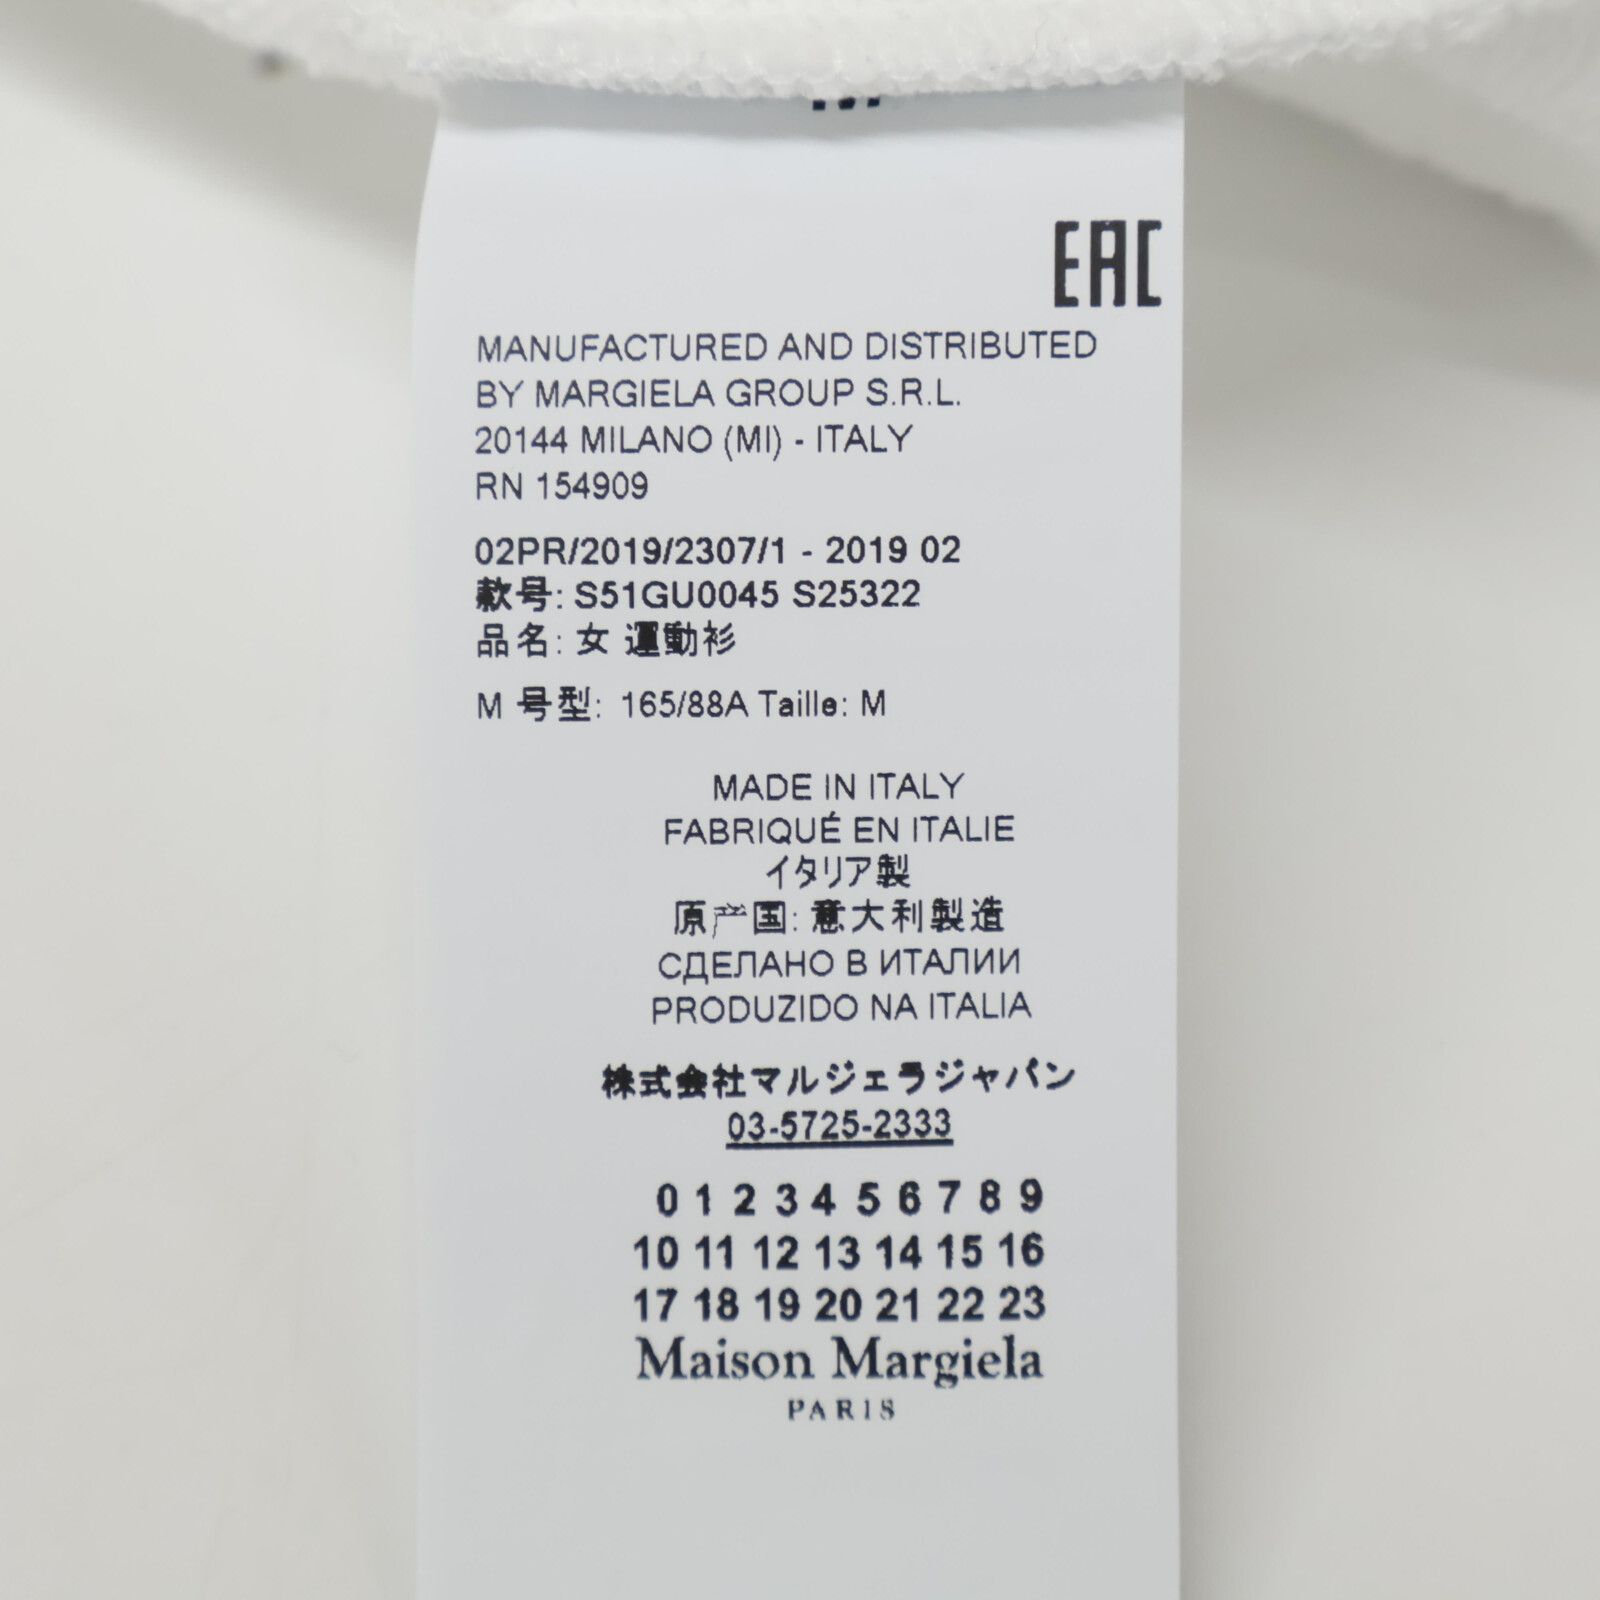 EAC
MANUFACTURED AND DISTRIBUTED
BY MARGIELA GROUP S.R.L.
20144 MILANO (MI) - ITALY
RN 154909
02PR/2019/2307/1 - 2019 02
款号: S51GU0045 S25322
品名: 女 運動衫
M 号型: 165/88A Taille: M
MADE IN ITALY
FABRIQUÉ EN ITALIE
イタリア製
原产国: 意大利製造
СДЕЛАНО В ИТАЛИИ
PRODUZIDO NA ITALIA
株式会社マルジェラジャパン
03-5725-2333
0 1 2 3 4 5 6 7 8 9
10 11 12 13 14 15 16
17 18 19 20 21 22 23
Maison Margiela
PARIS